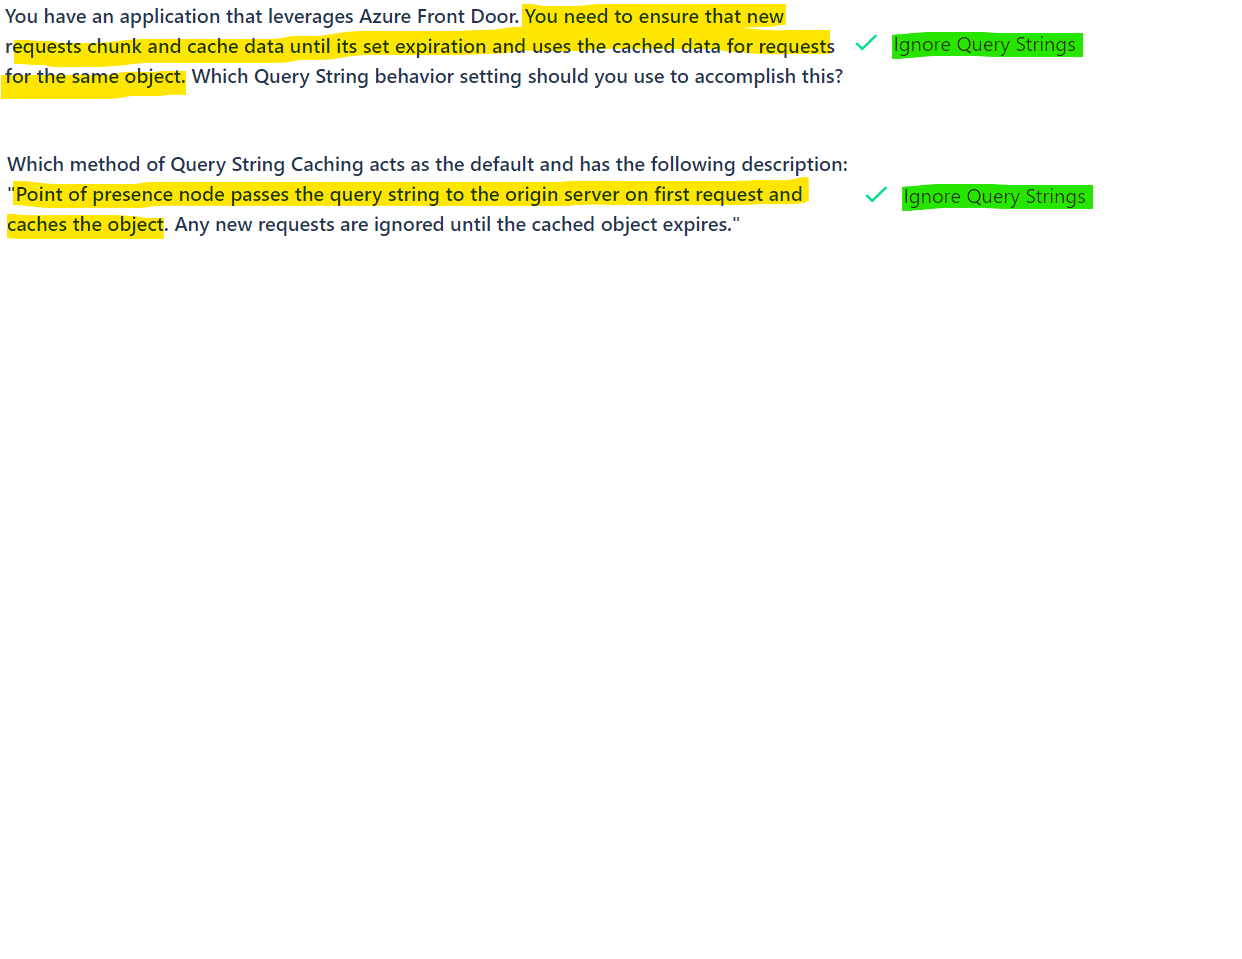 You have an application that leverages Azure Front Door. You need to ensure that new
requests chunk and cache data until its set expiration and uses the cached data for requests
for the same object. Which Query String behavior setting should you use to accomplish this?
Ignore Query Strings
Which method of Query String Caching acts as the default and has the following description:
"Point of presence node passes the query string to the origin server on first request and
caches the object. Any new requests are ignored until the cached object expires."
Ignore Query Strings